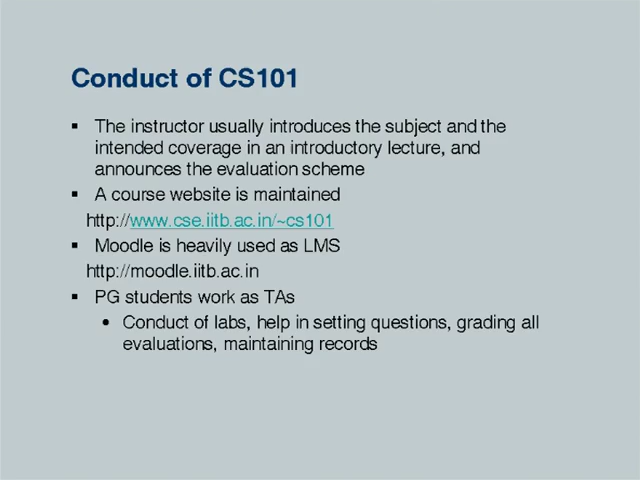 Conduct of CS101
▪ The instructor usually introduces the subject and the
intended coverage in an introductory lecture, and
announces the evaluation scheme
▪ A course website is maintained
http://www.cse.iitb.ac.in/~cs101
▪ Moodle is heavily used as LMS
http://moodle.iitb.ac.in
▪ PG students work as TAs
• Conduct of labs, help in setting questions, grading all
evaluations, maintaining records